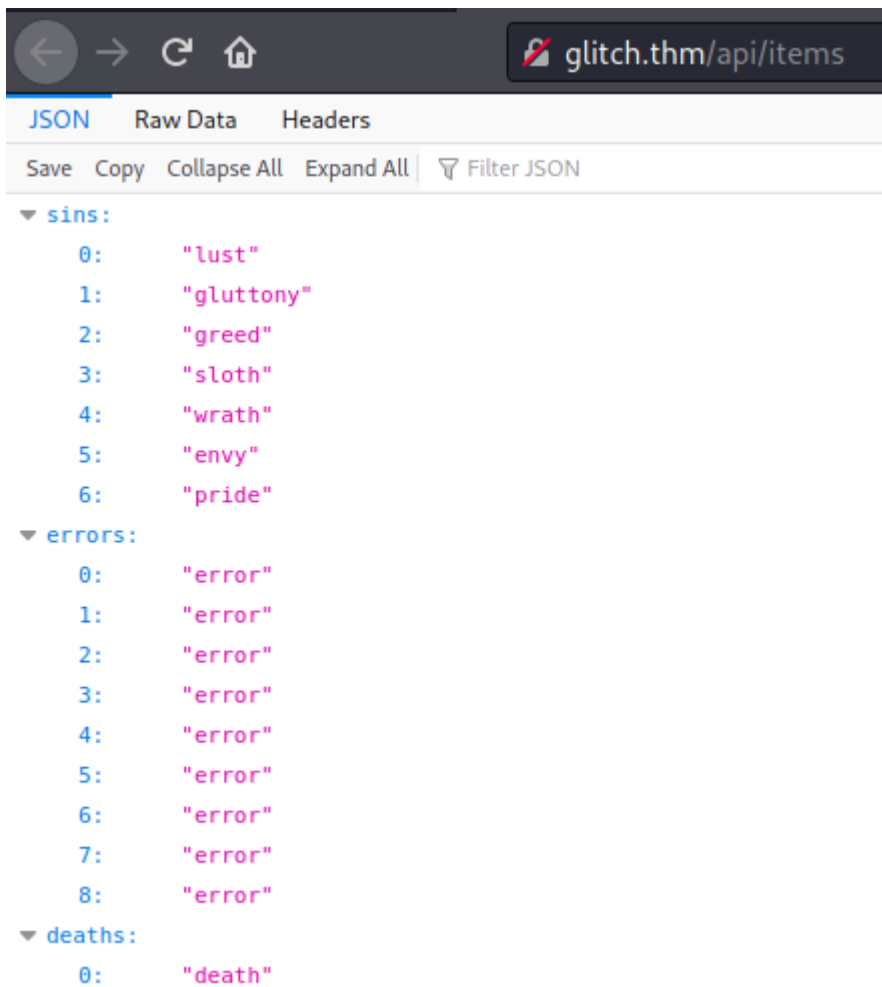 glitch.thm/api/items
JSON Raw Data Headers
Save Copy Collapse All Expand All Filter JSON
sins:
0: "lust"
1: "gluttony"
2: "greed"
3: "sloth"
4: "wrath"
5: "envy"
6: "pride"
errors:
0: "error"
1: "error"
2: "error"
3: "error"
4: "error"
5: "error"
6: "error"
7: "error"
8: "error"
deaths:
0: "death"